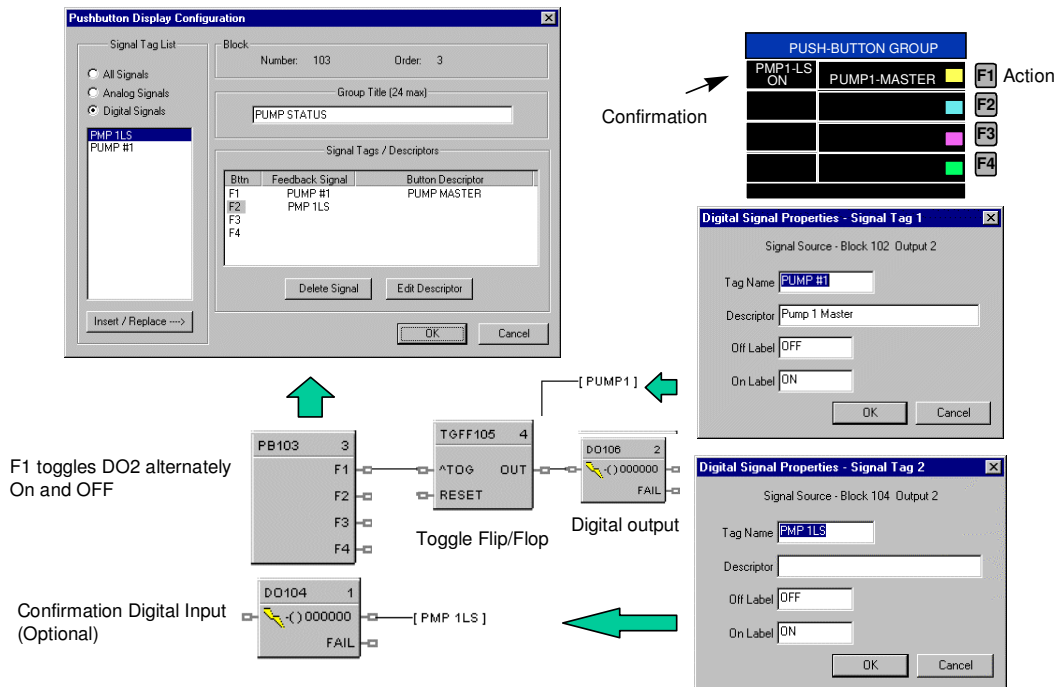 Pushbutton Display Configuration
Signal Tag List
All Signals
Analog Signals
Digital Signals
PMP 1LS
PUMP #1
Insert / Replace ---->
Block
Number: 103 Order: 3
Group Title (24 max)
PUMP STATUS
Signal Tags / Descriptors
Bttn Feedback Signal Button Descriptor
F1 PUMP #1 PUMP MASTER
F2 PMP 1LS
F3
F4
Delete Signal Edit Descriptor
OK Cancel
PUSH-BUTTON GROUP
PMP1-LS
ON
PUMP1-MASTER
F1 Action
F2
F3
F4
Confirmation
Digital Signal Properties - Signal Tag 1
Signal Source - Block 102 Output 2
Tag Name PUMP #1
Descriptor Pump 1 Master
Off Label OFF
On Label ON
OK Cancel
[ PUMP1 ]
F1 toggles DO2 alternately
On and OFF
PB103 3
F1
F2
F3
F4
TGFF105 4
^TOG OUT
RESET
Toggle Flip/Flop
DO106 2
-( ) 000000
FAIL
Digital output
Digital Signal Properties - Signal Tag 2
Signal Source - Block 104 Output 2
Tag Name PMP 1LS
Descriptor
Off Label OFF
On Label ON
OK Cancel
Confirmation Digital Input
(Optional)
DO104 1
-( ) 000000
FAIL
[ PMP 1LS ]